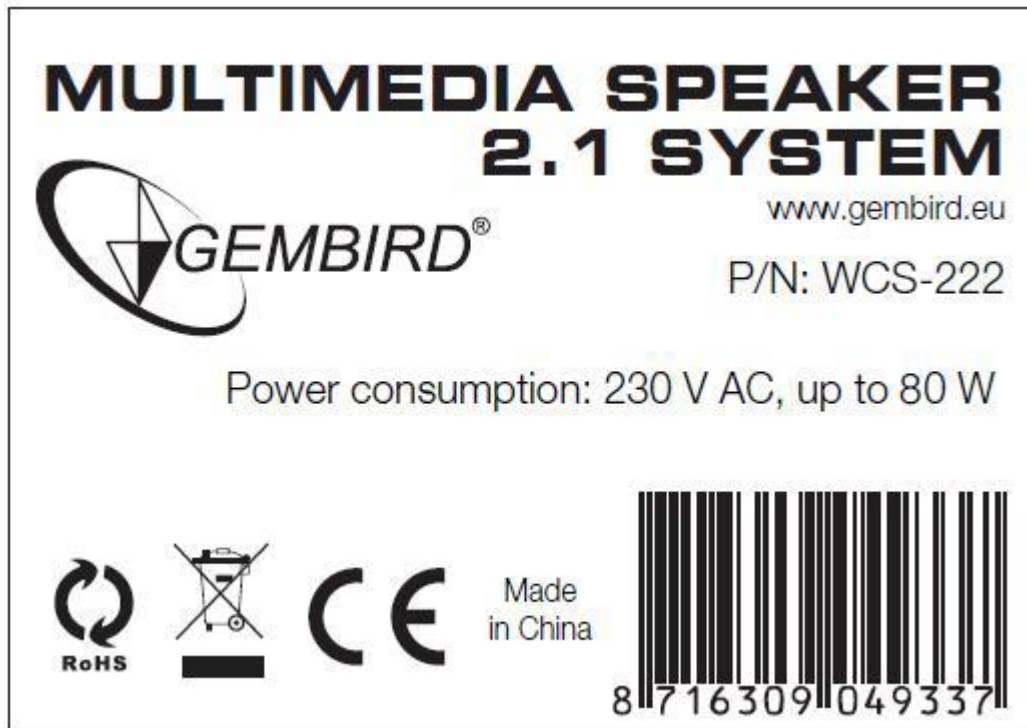 MULTIMEDIA SPEAKER
2.1 SYSTEM
www.gembird.eu
GEMBIRD®
P/N: WCS-222
Power consumption: 230 V AC, up to 80 W
RoHS
CE
Made
in China
8 716309 049337